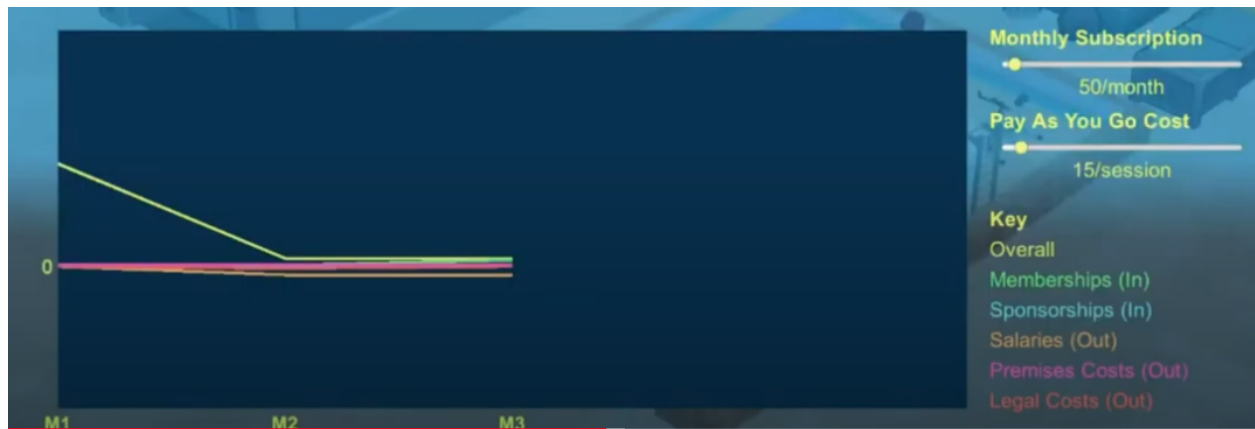 Monthly Subscription
50/month
Pay As You Go Cost
15/session
Key
Overall
Memberships (In)
Sponsorships (In)
Salaries (Out)
Premises Costs (Out)
Legal Costs (Out)
0
M1 M2 M3